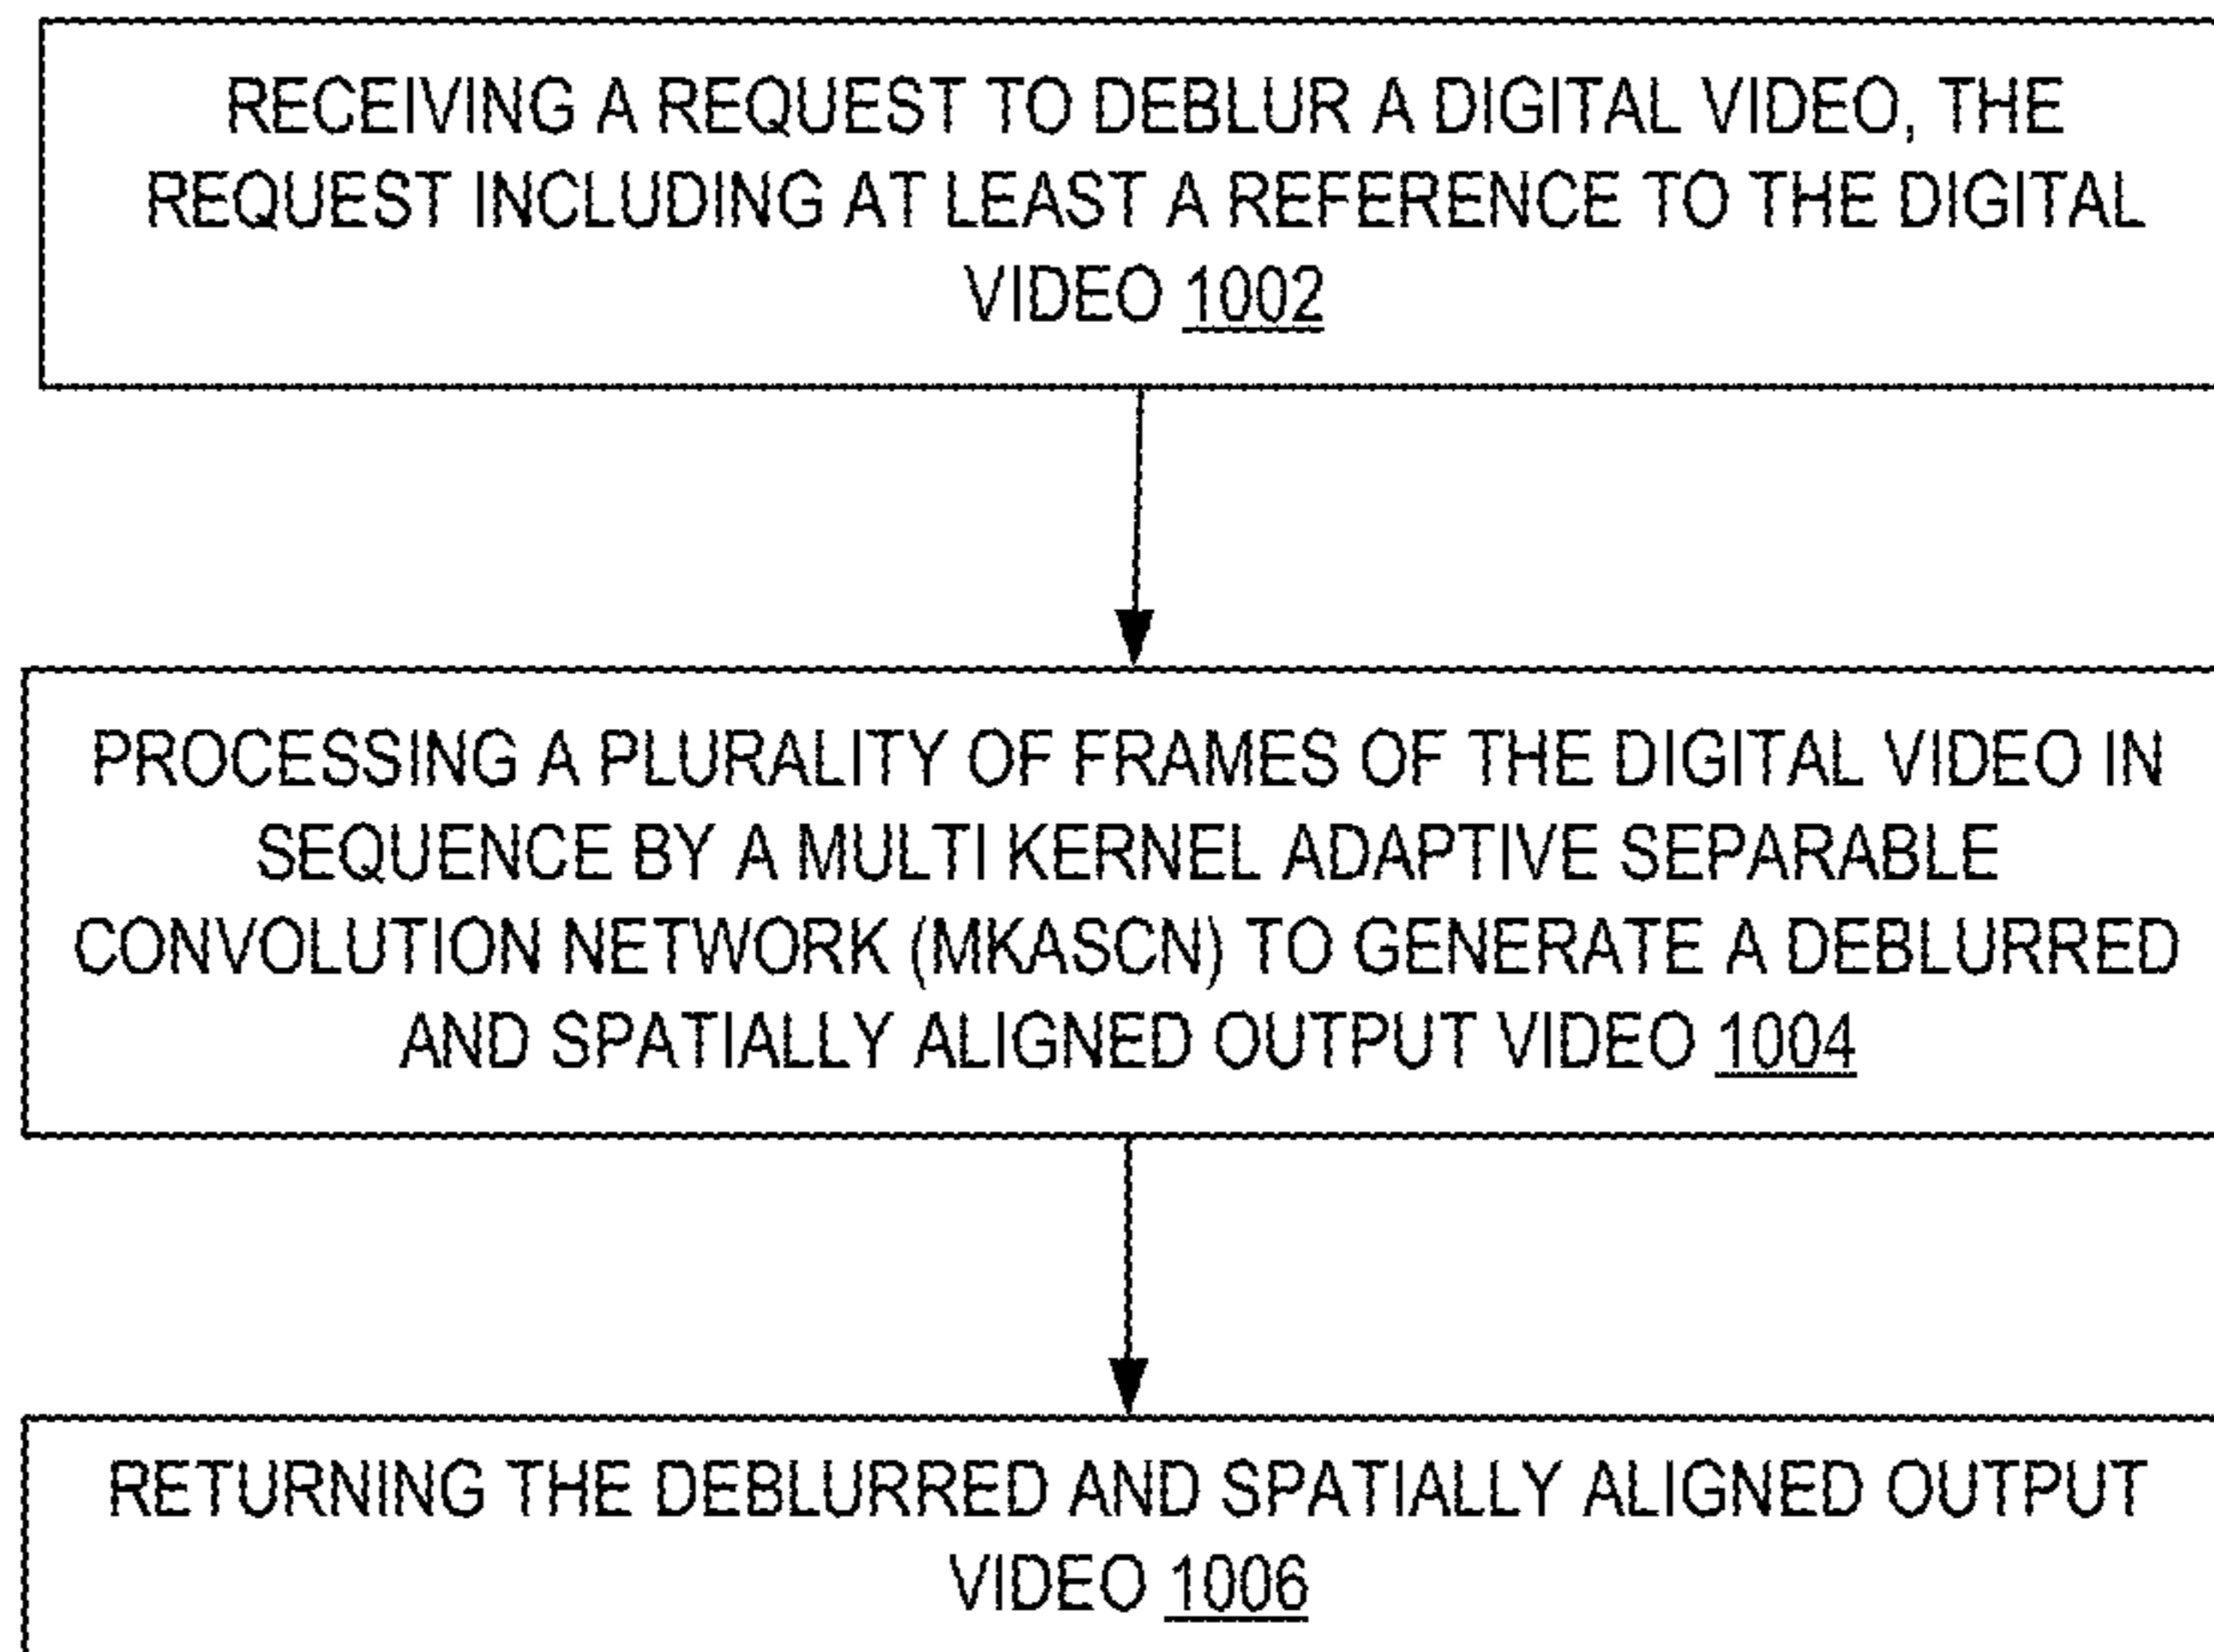 RECEIVING A REQUEST TO DEBLUR A DIGITAL VIDEO, THE
REQUEST INCLUDING AT LEAST A REFERENCE TO THE DIGITAL
VIDEO 1002
PROCESSING A PLURALITY OF FRAMES OF THE DIGITAL VIDEO IN
SEQUENCE BY A MULTI KERNEL ADAPTIVE SEPARABLE
CONVOLUTION NETWORK (MKASCN) TO GENERATE A DEBLURRED
AND SPATIALLY ALIGNED OUTPUT VIDEO 1004
RETURNING THE DEBLURRED AND SPATIALLY ALIGNED OUTPUT
VIDEO 1006